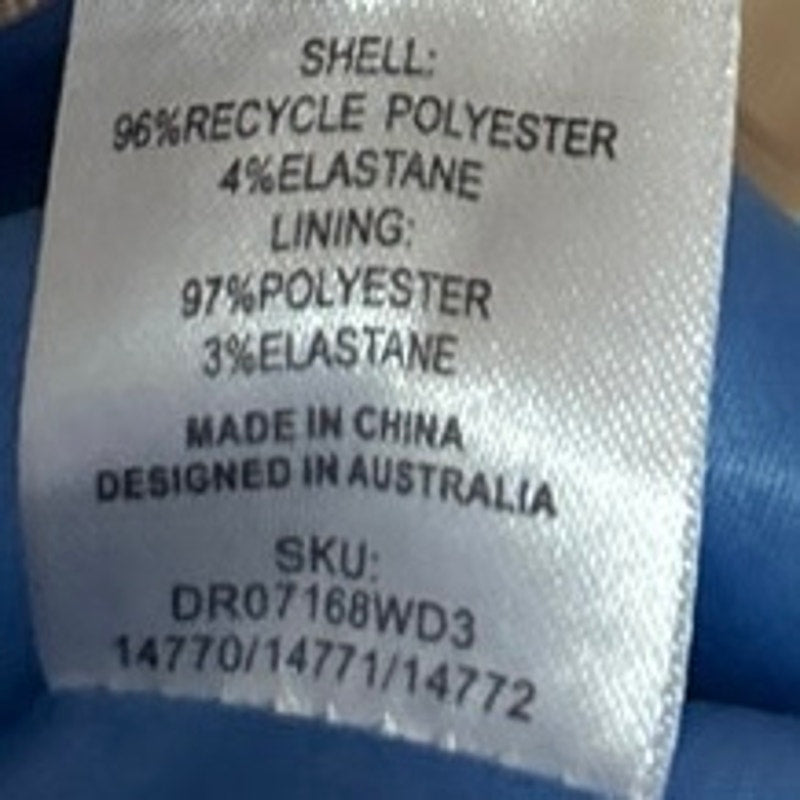 SHELL:
96%RECYCLE POLYESTER
4%ELASTANE
LINING:
97%POLYESTER
3%ELASTANE
MADE IN CHINA
DESIGNED IN AUSTRALIA
SKU:
DR07168WD3
14770/14771/14772